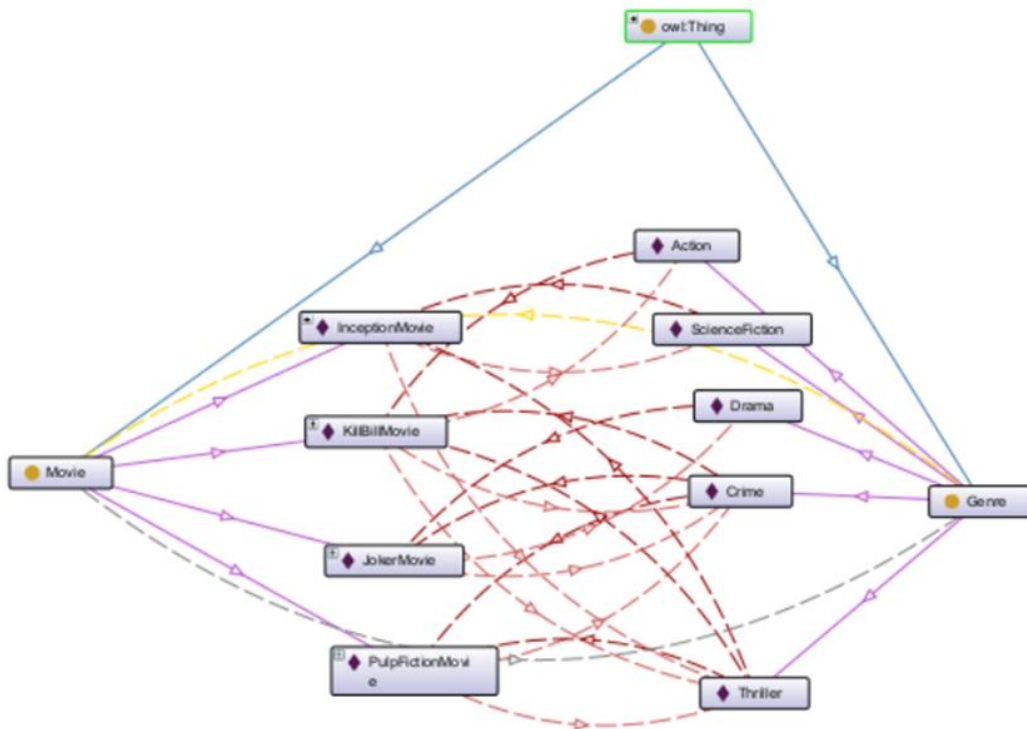 owl:Thing
Action
InceptionMovie
ScienceFiction
Drama
KillBillMovie
Movie
Crime
Genre
JokerMovie
PulpFictionMovi
e
Thriller